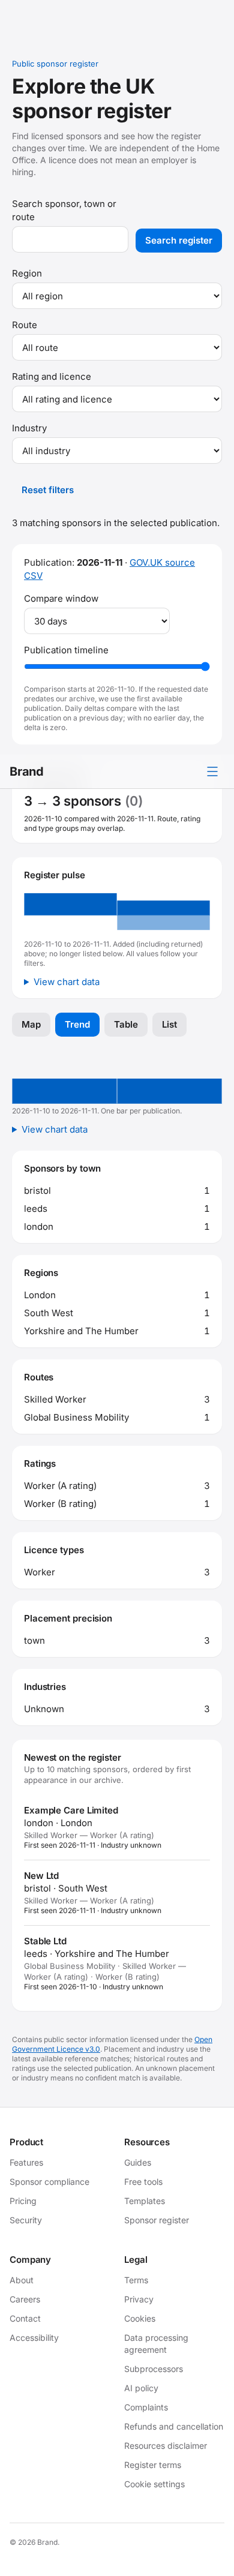 Public sponsor register
Explore the UK
sponsor register
Find licensed sponsors and see how the register
changes over time. We are independent of the Home
Office. A licence does not mean an employer is
hiring.
Search sponsor, town or
route
Search register
Region
All region
Route
All route
Rating and licence
All rating and licence
Industry
All industry
Reset filters
3 matching sponsors in the selected publication.
Publication: 2026-11-11 · GOV.UK source
CSV
Compare window
30 days
Publication timeline
Comparison starts at 2026-11-10. If the requested date
predates our archive, we use the first available
publication. Daily deltas compare with the last
publication on a previous day; with no earlier day, the
delta is zero.
Brand
3 → 3 sponsors (0)
2026-11-10 compared with 2026-11-11. Route, rating
and type groups may overlap.
Register pulse
2026-11-10 to 2026-11-11. Added (including returned)
above; no longer listed below. All values follow your
filters.
View chart data
Map
Trend
Table
List
2026-11-10 to 2026-11-11. One bar per publication.
View chart data
Sponsors by town
bristol 1
leeds 1
london 1
Regions
London 1
South West 1
Yorkshire and The Humber 1
Routes
Skilled Worker 3
Global Business Mobility 1
Ratings
Worker (A rating) 3
Worker (B rating) 1
Licence types
Worker 3
Placement precision
town 3
Industries
Unknown 3
Newest on the register
Up to 10 matching sponsors, ordered by first
appearance in our archive.
Example Care Limited
london · London
Skilled Worker — Worker (A rating)
First seen 2026-11-11 · Industry unknown
New Ltd
bristol · South West
Skilled Worker — Worker (A rating)
First seen 2026-11-11 · Industry unknown
Stable Ltd
leeds · Yorkshire and The Humber
Global Business Mobility · Skilled Worker —
Worker (A rating) · Worker (B rating)
First seen 2026-11-10 · Industry unknown
Contains public sector information licensed under the Open
Government Licence v3.0. Placement and industry use the
latest available reference matches; historical routes and
ratings use the selected publication. An unknown placement
or industry means no confident match is available.
Product
Features
Sponsor compliance
Pricing
Security
Resources
Guides
Free tools
Templates
Sponsor register
Company
About
Careers
Contact
Accessibility
Legal
Terms
Privacy
Cookies
Data processing
agreement
Subprocessors
AI policy
Complaints
Refunds and cancellation
Resources disclaimer
Register terms
Cookie settings
© 2026 Brand.